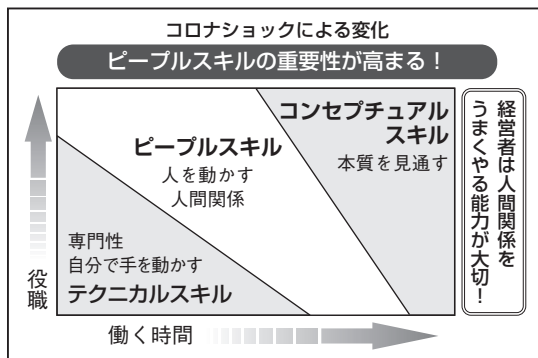 コロナショックによる変化
ピープルスキルの重要性が高まる！
コンセプチュアル
スキル
本質を見通す
ピープルスキル
人を動かす
人間関係
専門性
自分で手を動かす
テクニカルスキル
役職
働く時間
経営者は人間関係を
うまくやる能力が大切！